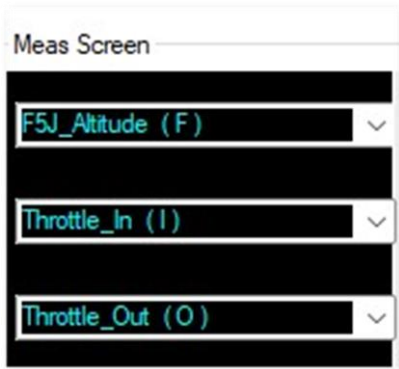 Meas Screen
F5J_Altitude ( F )
Throttle_In ( I )
Throttle_Out ( O )